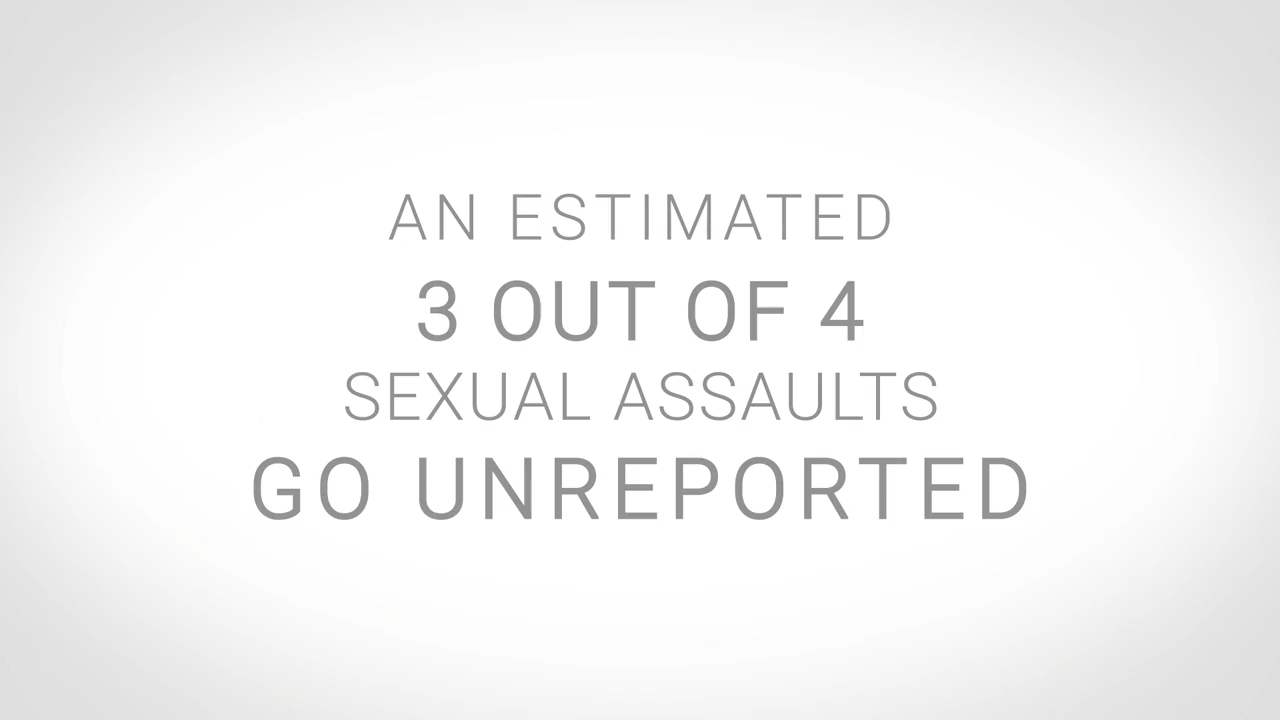 AN ESTIMATED
3 OUT OF 4
SEXUAL ASSAULTS
GO UNREPORTED